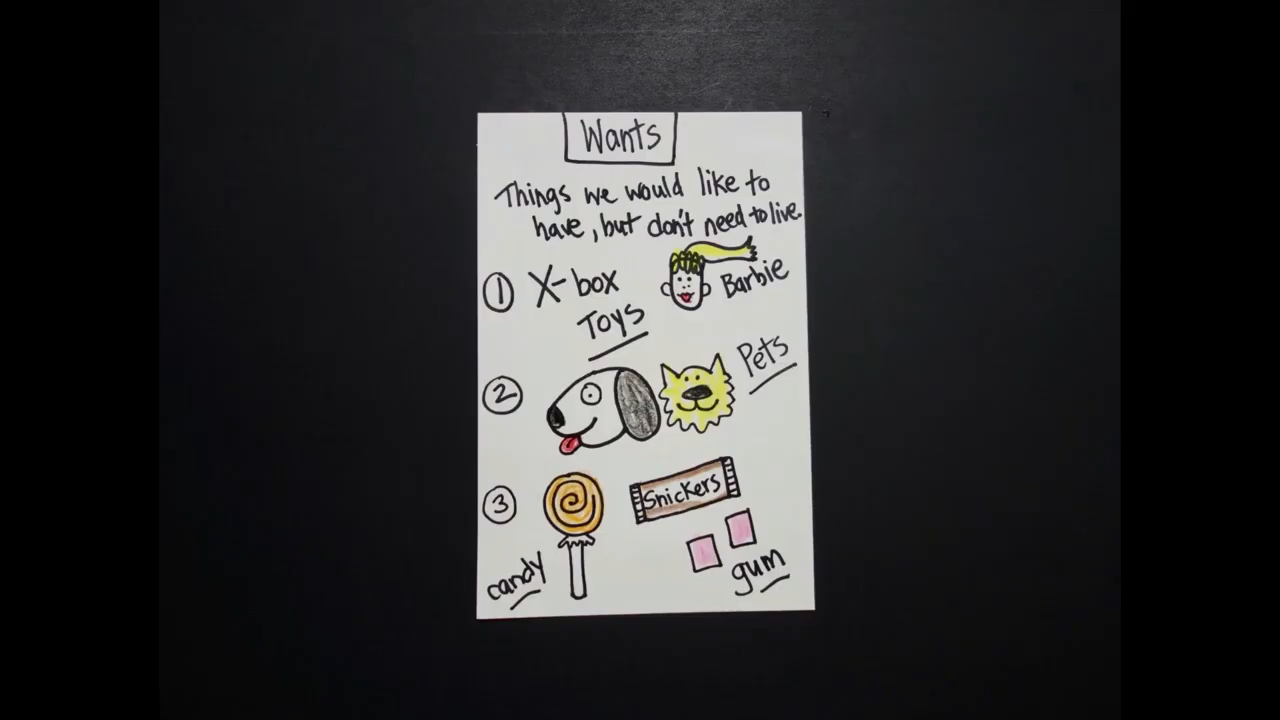 Wants
Things we would like to
have, but don't need to live.
1 X-box
Barbie
Toys
2
Pets
3
Snickers
candy
gum